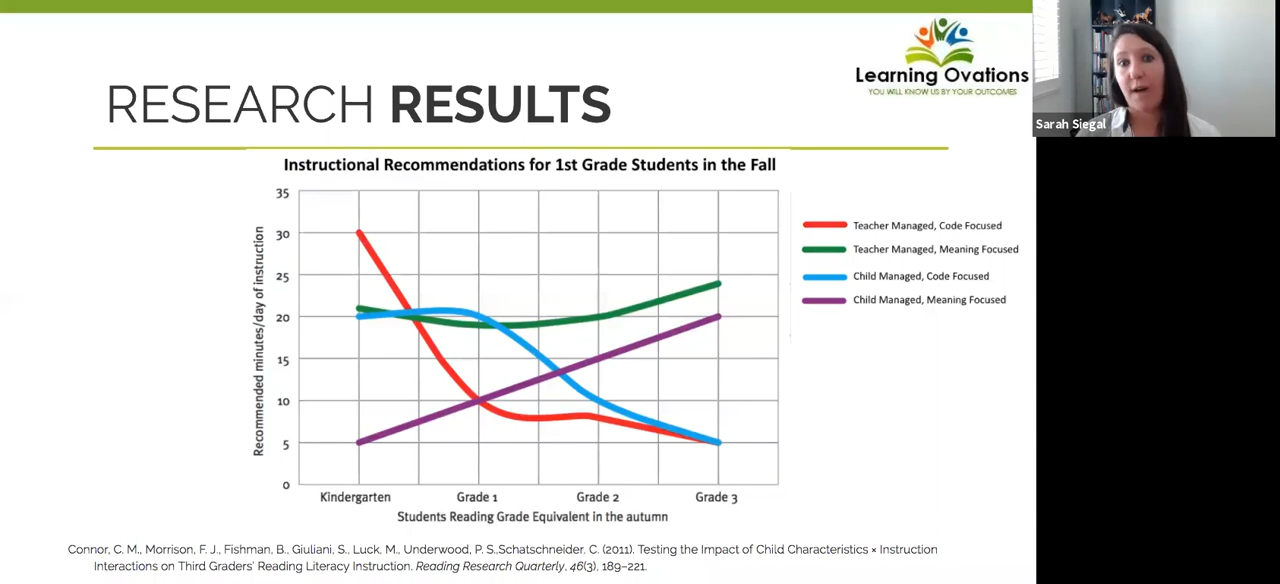 Learning Ovations
YOU WILL KNOW US BY YOUR OUTCOMES
RESEARCH RESULTS
Sarah Siegal
Instructional Recommendations for 1st Grade Students in the Fall
Recommended minutes/day of instruction
35
30
25
20
15
10
5
0
Kindergarten
Grade 1
Grade 2
Grade 3
Students Reading Grade Equivalent in the autumn
Teacher Managed, Code Focused
Teacher Managed, Meaning Focused
Child Managed, Code Focused
Child Managed, Meaning Focused
Connor, C. M., Morrison, F. J., Fishman, B., Giuliani, S., Luck, M., Underwood, P. S.,Schatschneider, C. (2011). Testing the Impact of Child Characteristics × Instruction
Interactions on Third Graders' Reading Literacy Instruction. Reading Research Quarterly, 46(3), 189–221.